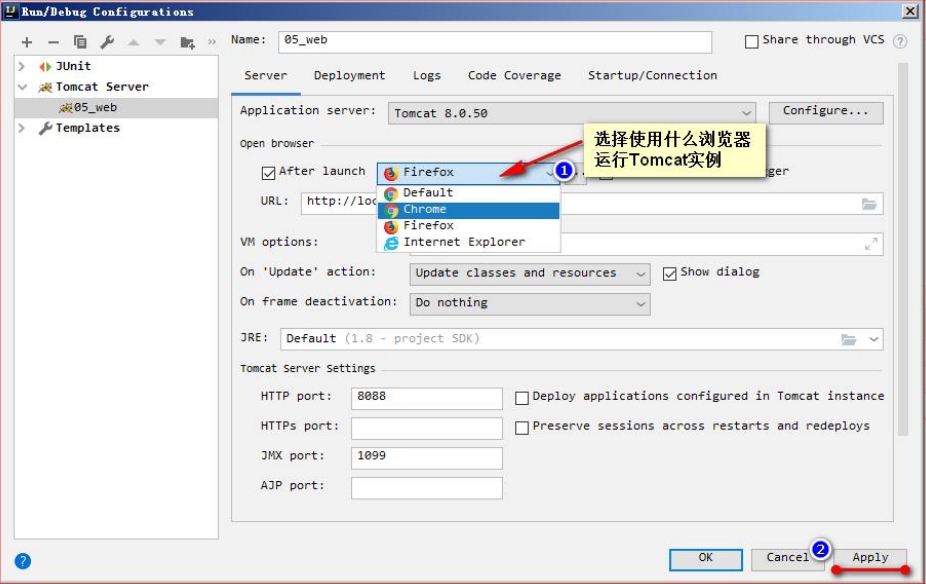 Run/Debug Configurations
Name: 05_web
Share through VCS
JUnit
Tomcat Server
05_web
Templates
Server Deployment Logs Code Coverage Startup/Connection
Application server: Tomcat 8.0.50 Configure...
选择使用什么浏览器
运行Tomcat实例
Open browser
After launch Firefox 1
Default
Chrome
Firefox
Internet Explorer
URL: http://loc
VM options:
On 'Update' action: Update classes and resources Show dialog
On frame deactivation: Do nothing
JRE: Default (1.8 - project SDK)
Tomcat Server Settings
HTTP port: 8088 Deploy applications configured in Tomcat instance
HTTPs port: Preserve sessions across restarts and redeploys
JMX port: 1099
AJP port:
2
OK Cancel Apply